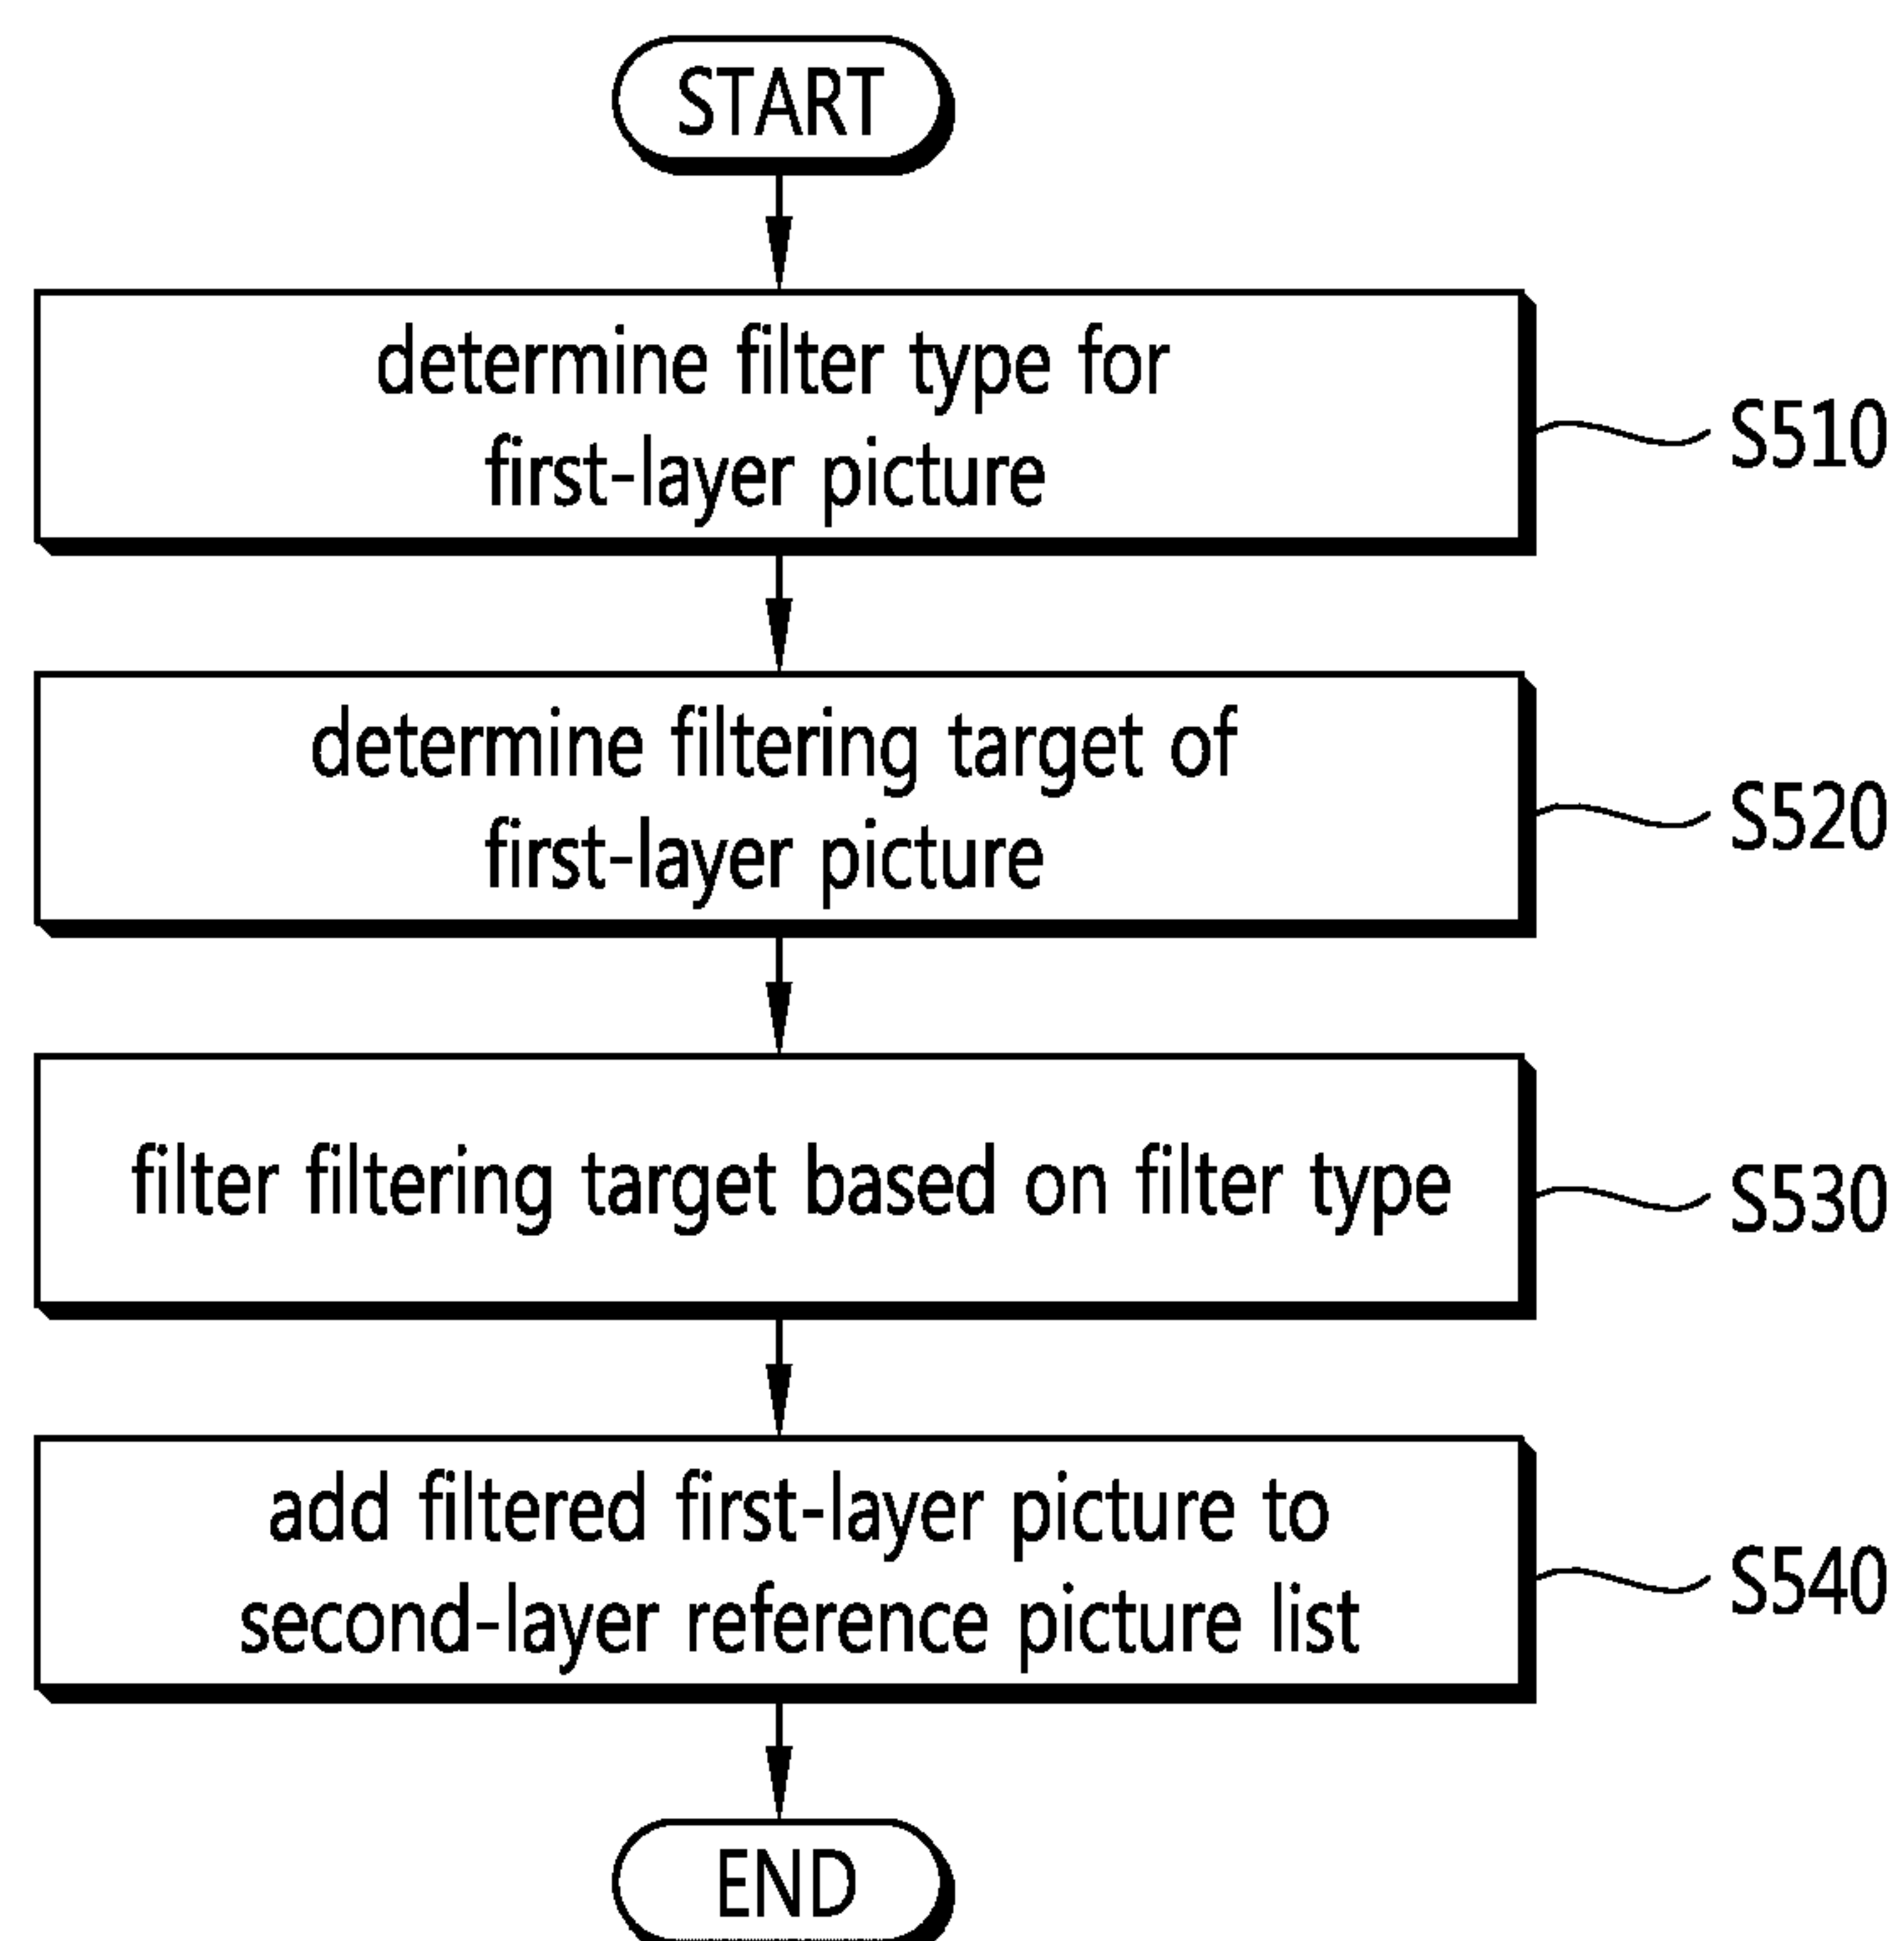 START
determine filter type for
first-layer picture
S510
determine filtering target of
first-layer picture
S520
filter filtering target based on filter type
S530
add filtered first-layer picture to
second-layer reference picture list
S540
END